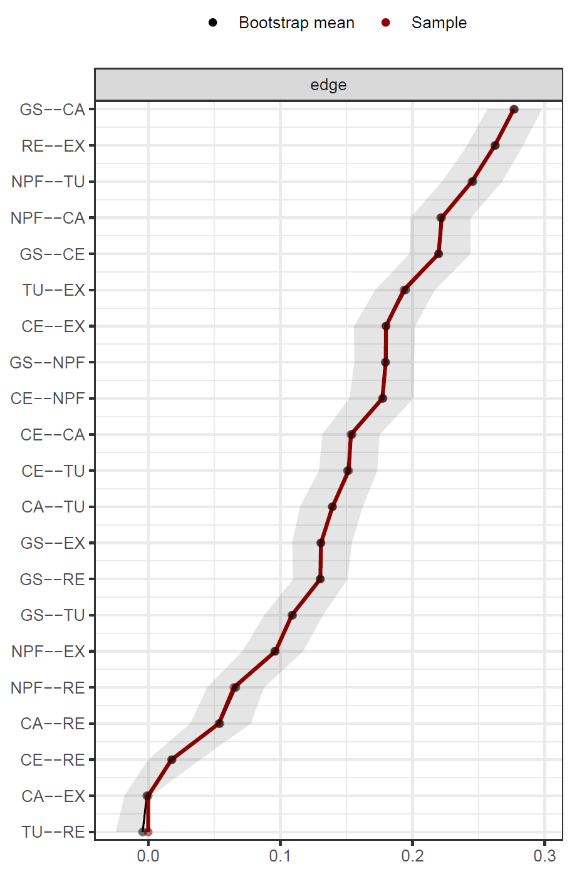 Bootstrap mean Sample
edge
GS--CA
RE--EX
NPF--TU
NPF--CA
GS--CE
TU--EX
CE--EX
GS--NPF
CE--NPF
CE--CA
CE--TU
CA--TU
GS--EX
GS--RE
GS--TU
NPF--EX
NPF--RE
CA--RE
CE--RE
CA--EX
TU--RE
0.0 0.1 0.2 0.3